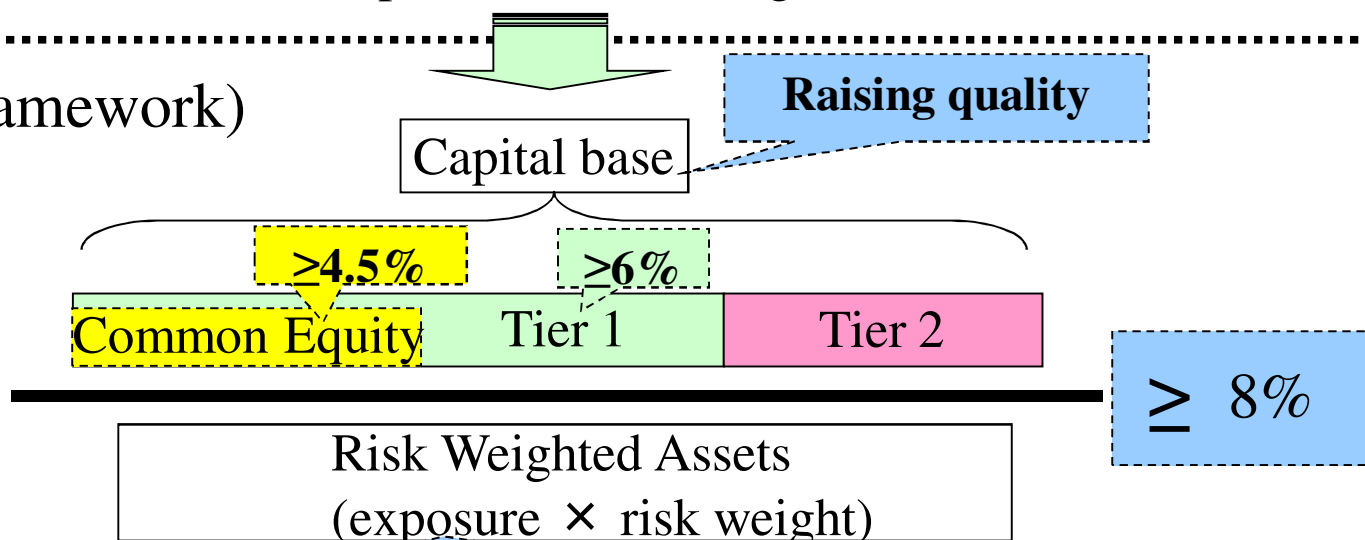 Raising quality
amework)
Capital base
≥4.5%
≥6%
Common Equity
Tier 1
Tier 2
≥ 8%
Risk Weighted Assets
(exposure × risk weight)